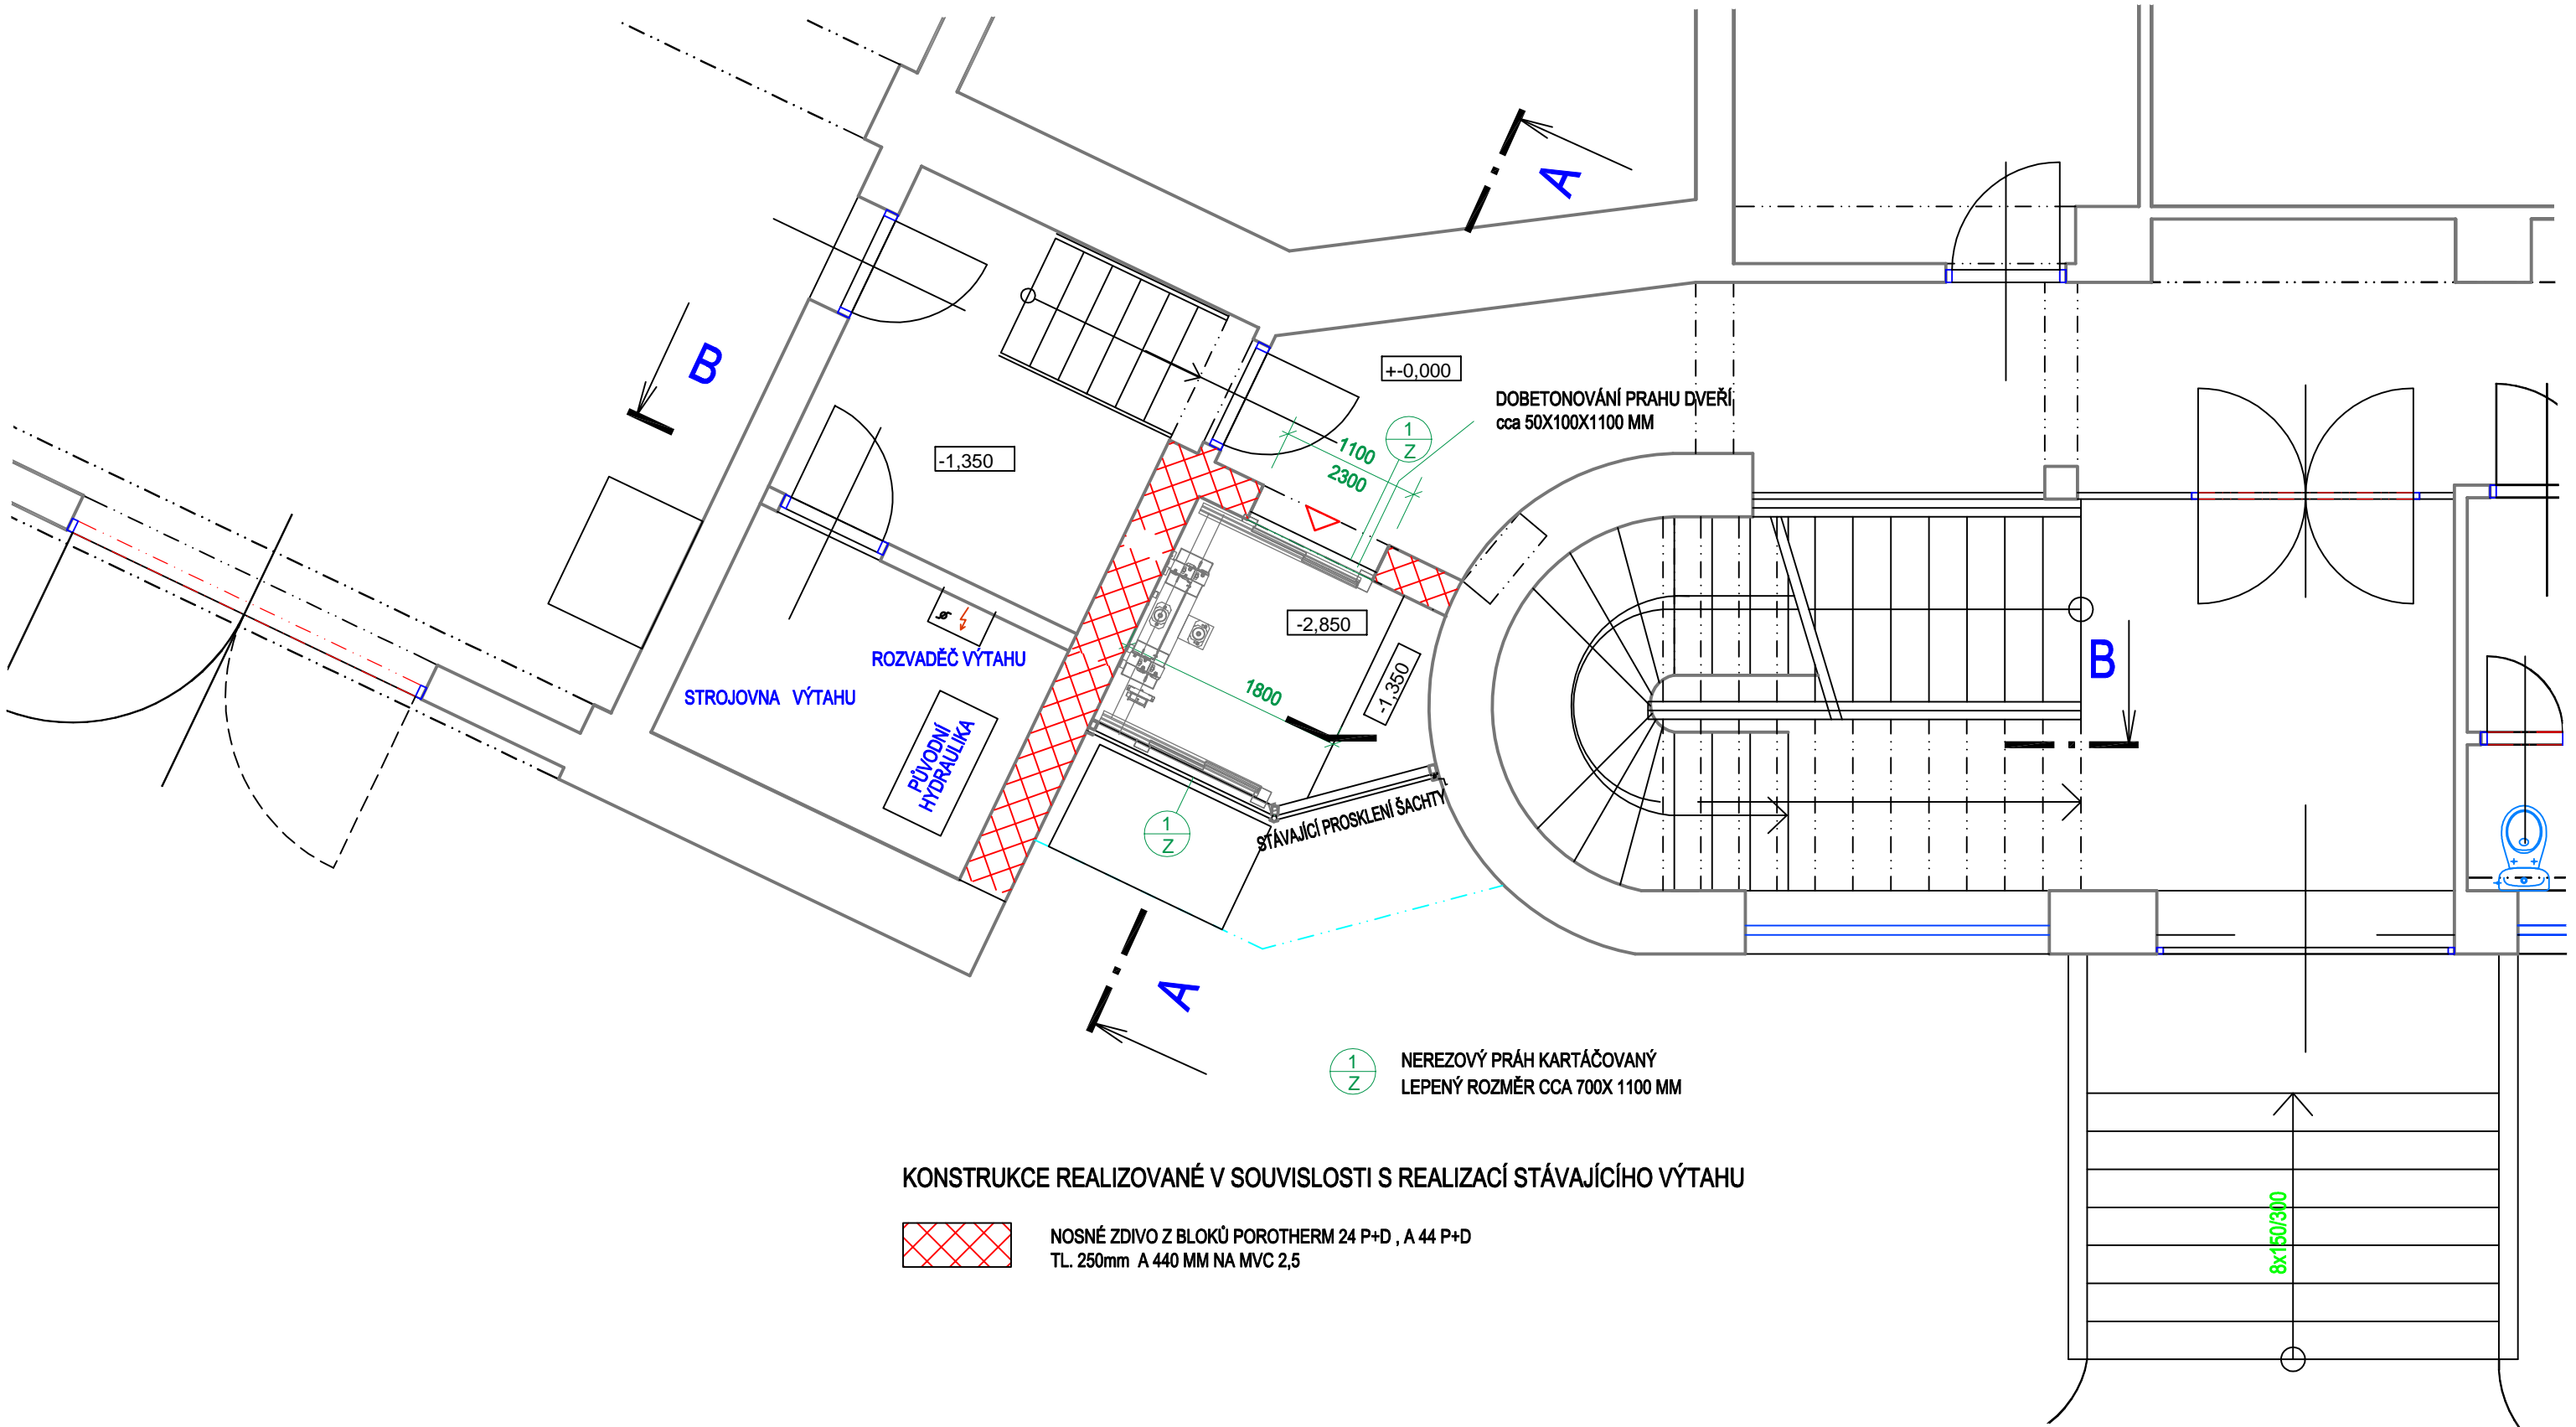 A
B
+-0,000
DOBETONOVÁNÍ PRAHU DVEŘÍ
cca 50X100X1100 MM
1
Z
1100
2300
-1,350
-2,850
-1,350
1800
B
ROZVADĚČ VÝTAHU
STROJOVNA VÝTAHU
PŮVODNÍ
HYDRAULIKA
1
Z
STÁVAJÍCÍ PROSKLENÍ ŠACHTY
A
1
Z
NEREZOVÝ PRÁH KARTÁČOVANÝ
LEPENÝ ROZMĚR CCA 700X 1100 MM
KONSTRUKCE REALIZOVANÉ V SOUVISLOSTI S REALIZACÍ STÁVAJÍCÍHO VÝTAHU
NOSNÉ ZDIVO Z BLOKŮ POROTHERM 24 P+D , A 44 P+D
TL. 250mm A 440 MM NA MVC 2,5
8x150/300